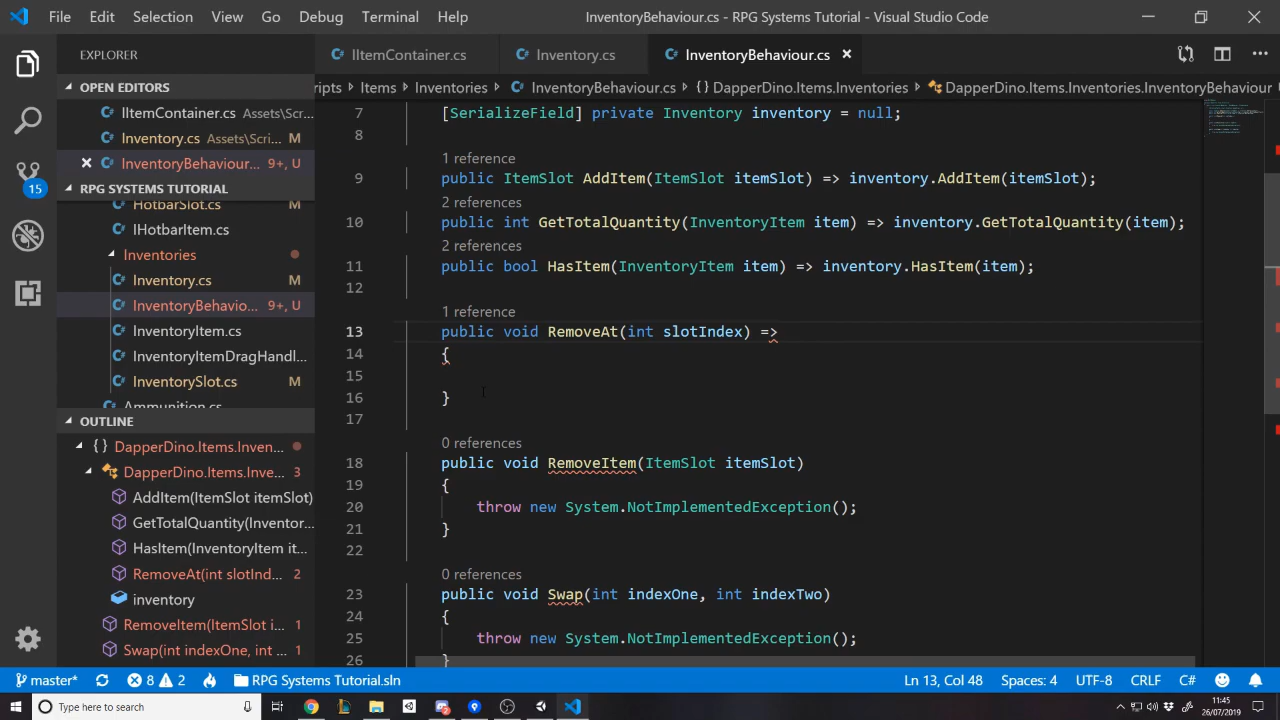 File Edit Selection View Go Debug Terminal Help InventoryBehaviour.cs - RPG Systems Tutorial - Visual Studio Code
EXPLORER
IItemContainer.cs Inventory.cs InventoryBehaviour.cs
OPEN EDITORS
IItemContainer.cs Assets\Scr...
Inventory.cs Assets\Scri... M
InventoryBehaviour... 9+, U
RPG SYSTEMS TUTORIAL
HotbarSlot.cs M
IHotbarItem.cs
Inventories
Inventory.cs M
InventoryBehavio... 9+, U
InventoryItem.cs
InventoryItemDragHandl...
InventorySlot.cs M
Ammunition.cs
OUTLINE
DapperDino.Items.Inven...
DapperDino.Items.Inve... 3
AddItem(ItemSlot itemSlot)
GetTotalQuantity(Inventor...
HasItem(InventoryItem it...
RemoveAt(int slotInd... 2
inventory
RemoveItem(ItemSlot i... 1
Swap(int indexOne, int ... 1
15
ripts Items Inventories InventoryBehaviour.cs DapperDino.Items.Inventories DapperDino.Items.Inventories.InventoryBehaviour
7 [SerializeField] private Inventory inventory = null;
8
1 reference
9 public ItemSlot AddItem(ItemSlot itemSlot) => inventory.AddItem(itemSlot);
2 references
10 public int GetTotalQuantity(InventoryItem item) => inventory.GetTotalQuantity(item);
2 references
11 public bool HasItem(InventoryItem item) => inventory.HasItem(item);
12
1 reference
13 public void RemoveAt(int slotIndex) =>
14 {
15
16 }
17
0 references
18 public void RemoveItem(ItemSlot itemSlot)
19 {
20 throw new System.NotImplementedException();
21 }
22
0 references
23 public void Swap(int indexOne, int indexTwo)
24 {
25 throw new System.NotImplementedException();
26 }
master* 8 2 RPG Systems Tutorial.sln Ln 13, Col 48 Spaces: 4 UTF-8 CRLF C#
Type here to search 11:45
26/07/2019